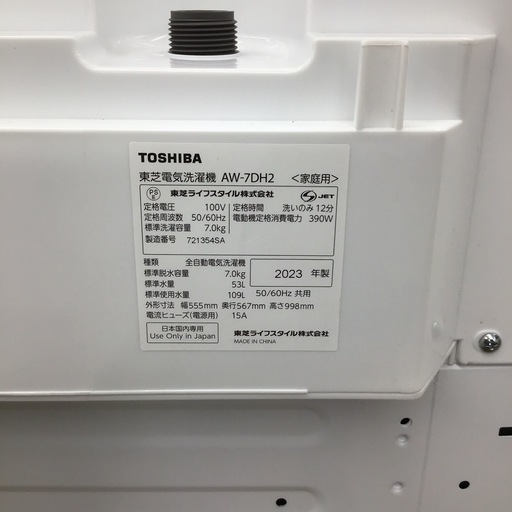 TOSHIBA
東芝電気洗濯機 AW-7DH2 <家庭用>
PS E 東芝ライフスタイル株式会社 S JET
定格電圧 100V 定格時間 洗いのみ 12分
定格周波数 50/60Hz 電動機定格消費電力 390W
標準洗濯容量 7.0kg
製造番号 721354SA
種類 全自動電気洗濯機
標準脱水容量 7.0kg 2023 年製
標準水量 53L
標準使用水量 109L 50/60Hz 共用
外形寸法 幅555mm 奥行567mm 高さ998mm
電流ヒューズ(電源用) 15A
日本国内専用 東芝ライフスタイル株式会社
Use Only in Japan MADE IN CHINA